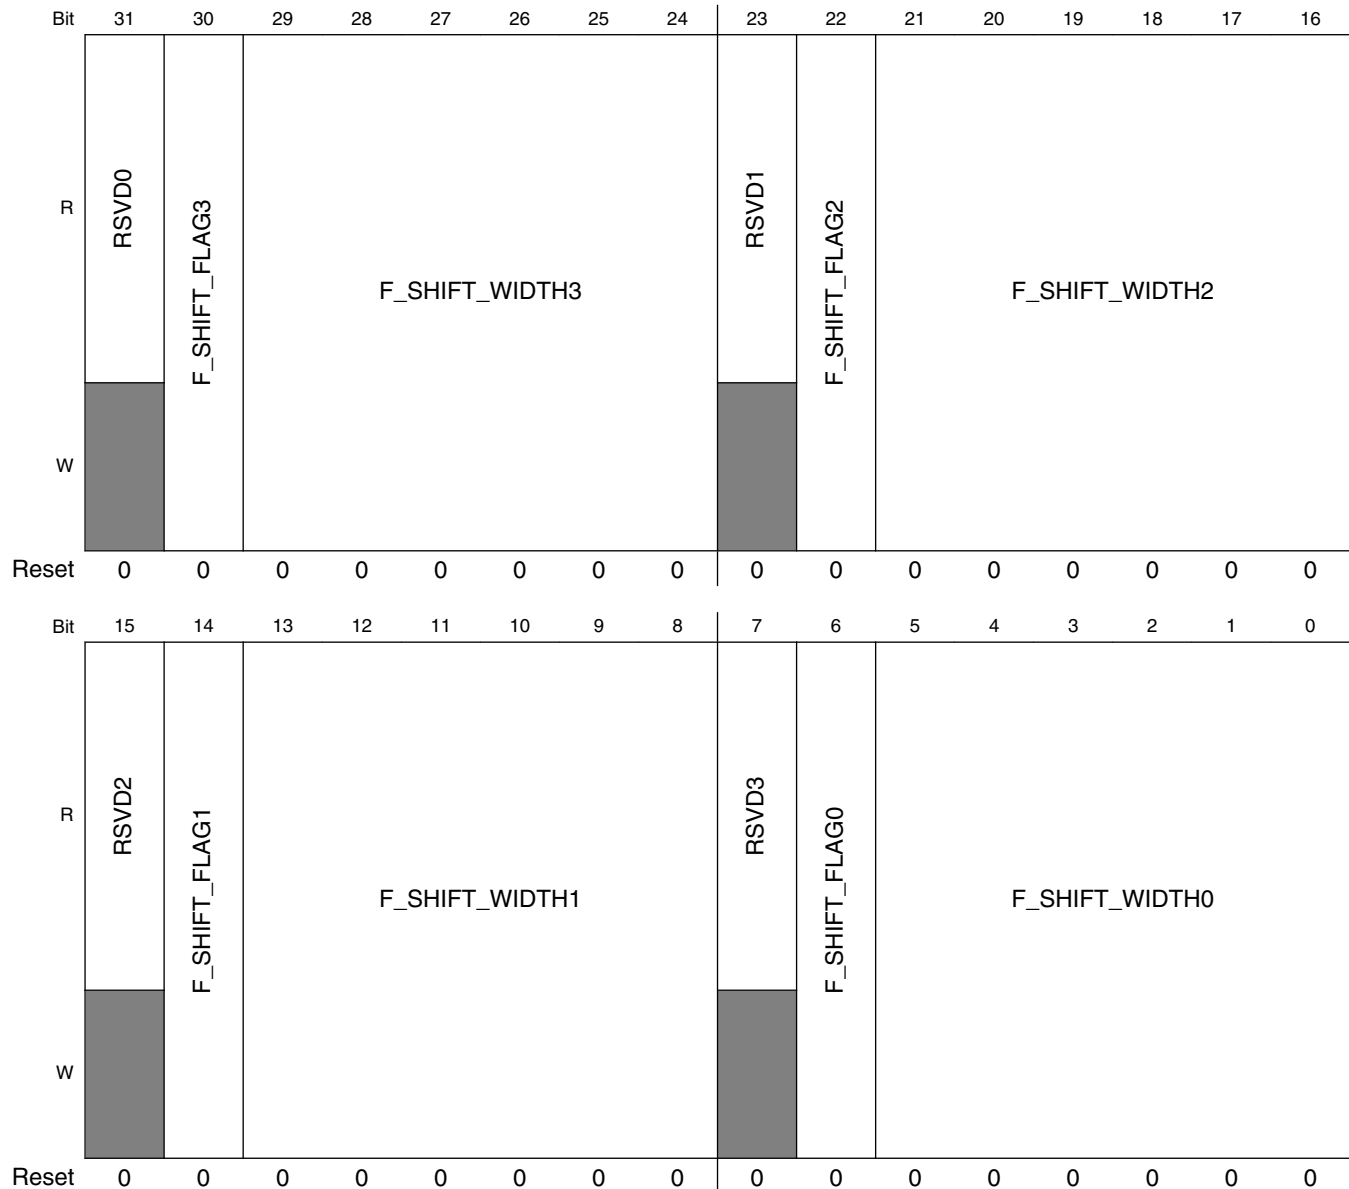 Bit 31 30 29 28 27 26 25 24 23 22 21 20 19 18 17 16
R RSVD0 F_SHIFT_FLAG3 F_SHIFT_WIDTH3 RSVD1 F_SHIFT_FLAG2 F_SHIFT_WIDTH2
W
Reset 0 0 0 0 0 0 0 0 0 0 0 0 0 0 0 0
Bit 15 14 13 12 11 10 9 8 7 6 5 4 3 2 1 0
R RSVD2 F_SHIFT_FLAG1 F_SHIFT_WIDTH1 RSVD3 F_SHIFT_FLAG0 F_SHIFT_WIDTH0
W
Reset 0 0 0 0 0 0 0 0 0 0 0 0 0 0 0 0